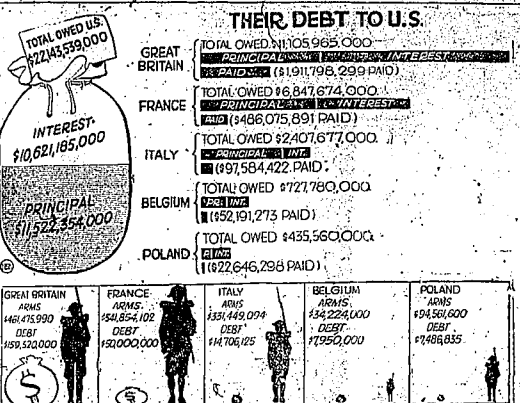 THEIR DEBT TO U.S.
TOTAL OWED U.S.
$22,143,539,000
INTEREST
$10,621,185,000
PRINCIPAL
$11,522,354,000
GREAT BRITAIN
TOTAL OWED $11,105,965,000
PRINCIPAL INTEREST
PAID ($1,911,798,299 PAID)
FRANCE
TOTAL OWED $6,847,674,000
PRINCIPAL INTEREST
PAID ($486,075,891 PAID)
ITALY
TOTAL OWED $2,407,677,000
PRINCIPAL INT.
($97,584,422 PAID)
BELGIUM
TOTAL OWED $727,780,000
PR. INT.
($52,191,273 PAID)
POLAND
TOTAL OWED $435,560,000
P. INT.
($22,646,298 PAID)
GREAT BRITAIN
ARMS
$461,475,990
DEBT
$159,520,000
$
FRANCE
ARMS
$541,854,102
DEBT
$50,000,000
$
ITALY
ARMS
$331,449,094
DEBT
$14,706,125
BELGIUM
ARMS
$34,224,000
DEBT
$7,950,000
POLAND
ARMS
$94,561,600
DEBT
$7,486,835